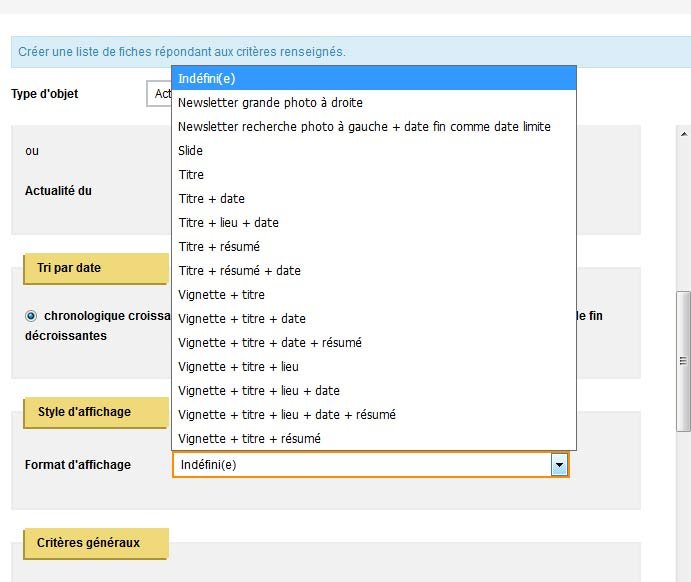 Créer une liste de fiches répondant aux critères renseignés.
Type d'objet
Act
Indéfini(e)
Newsletter grande photo à droite
Newsletter recherche photo à gauche + date fin comme date limite
Slide
Titre
Titre + date
Titre + lieu + date
Titre + résumé
Titre + résumé + date
Vignette + titre
Vignette + titre + date
Vignette + titre + date + résumé
Vignette + titre + lieu
Vignette + titre + lieu + date
Vignette + titre + lieu + date + résumé
Vignette + titre + résumé
ou
Actualité du
Tri par date
chronologique croissa
de fin
décroissantes
Style d'affichage
Format d'affichage
Indéfini(e)
Critères généraux